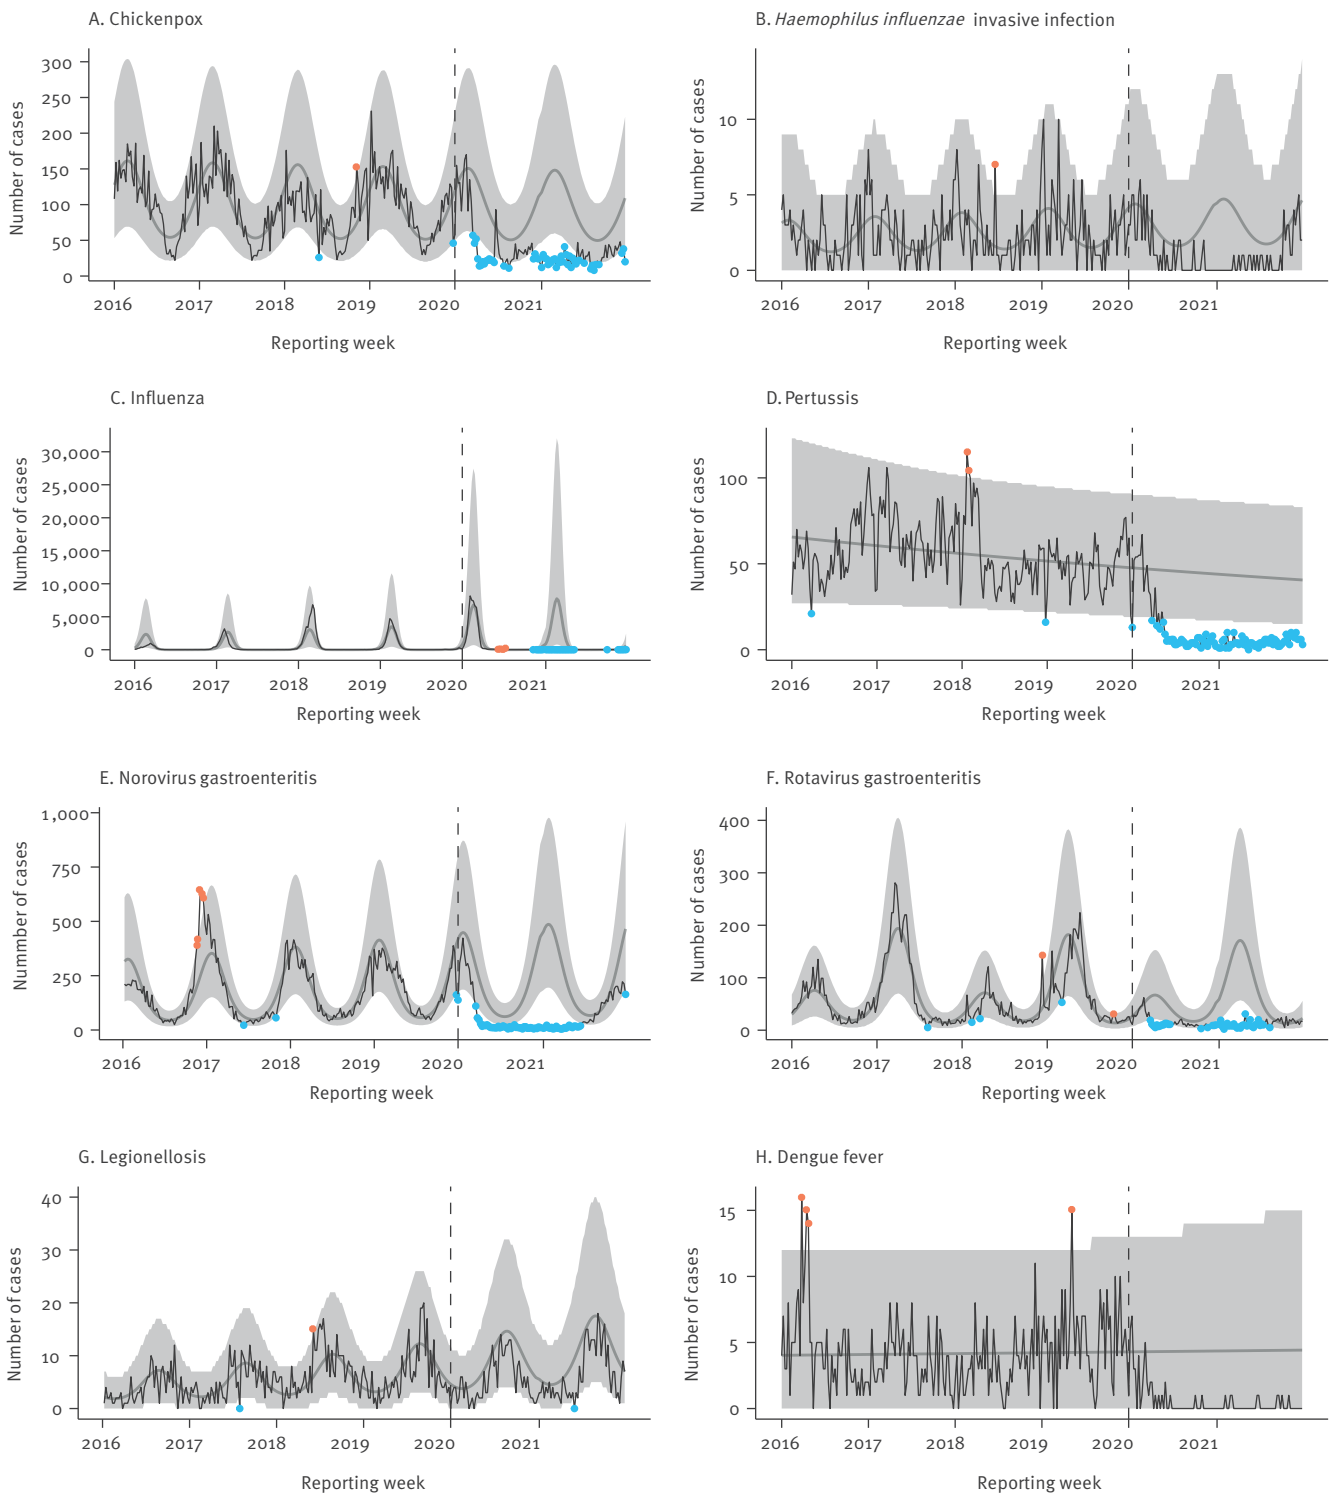 A. Chickenpox
Number of cases
300
250
200
150
100
50
0
2016 2017 2018 2019 2020 2021
Reporting week
B. Haemophilus influenzae invasive infection
Number of cases
10
5
0
2016 2017 2018 2019 2020 2021
Reporting week
C. Influenza
Number of cases
30,000
25,000
20,000
15,000
10,000
5,000
0
2016 2017 2018 2019 2020 2021
Reporting week
D. Pertussis
Number of cases
100
50
0
2016 2017 2018 2019 2020 2021
Reporting week
E. Norovirus gastroenteritis
Nummber of cases
1,000
750
500
250
0
2016 2017 2018 2019 2020 2021
Reporting week
F. Rotavirus gastroenteritis
Number of cases
400
300
200
100
0
2016 2017 2018 2019 2020 2021
Reporting week
G. Legionellosis
Number of cases
40
30
20
10
0
2016 2017 2018 2019 2020 2021
Reporting week
H. Dengue fever
Number of cases
15
10
5
0
2016 2017 2018 2019 2020 2021
Reporting week